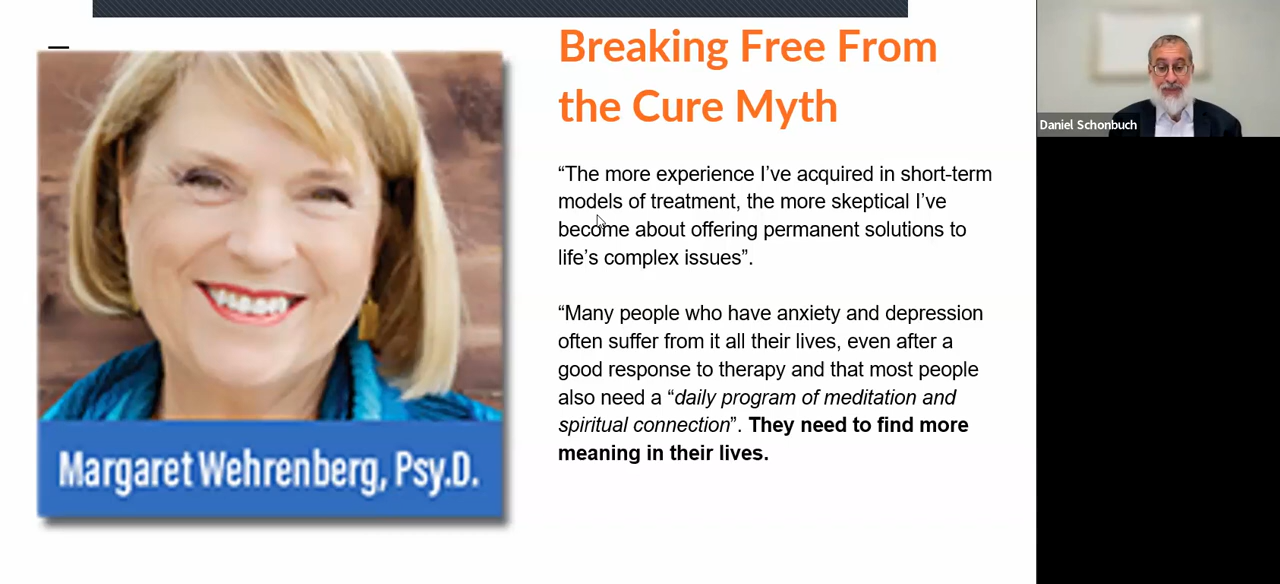 Breaking Free From
the Cure Myth
“The more experience I’ve acquired in short-term
models of treatment, the more skeptical I’ve
become about offering permanent solutions to
life’s complex issues”.
“Many people who have anxiety and depression
often suffer from it all their lives, even after a
good response to therapy and that most people
also need a “daily program of meditation and
spiritual connection”. They need to find more
meaning in their lives.
Margaret Wehrenberg, Psy.D.
Daniel Schonbuch